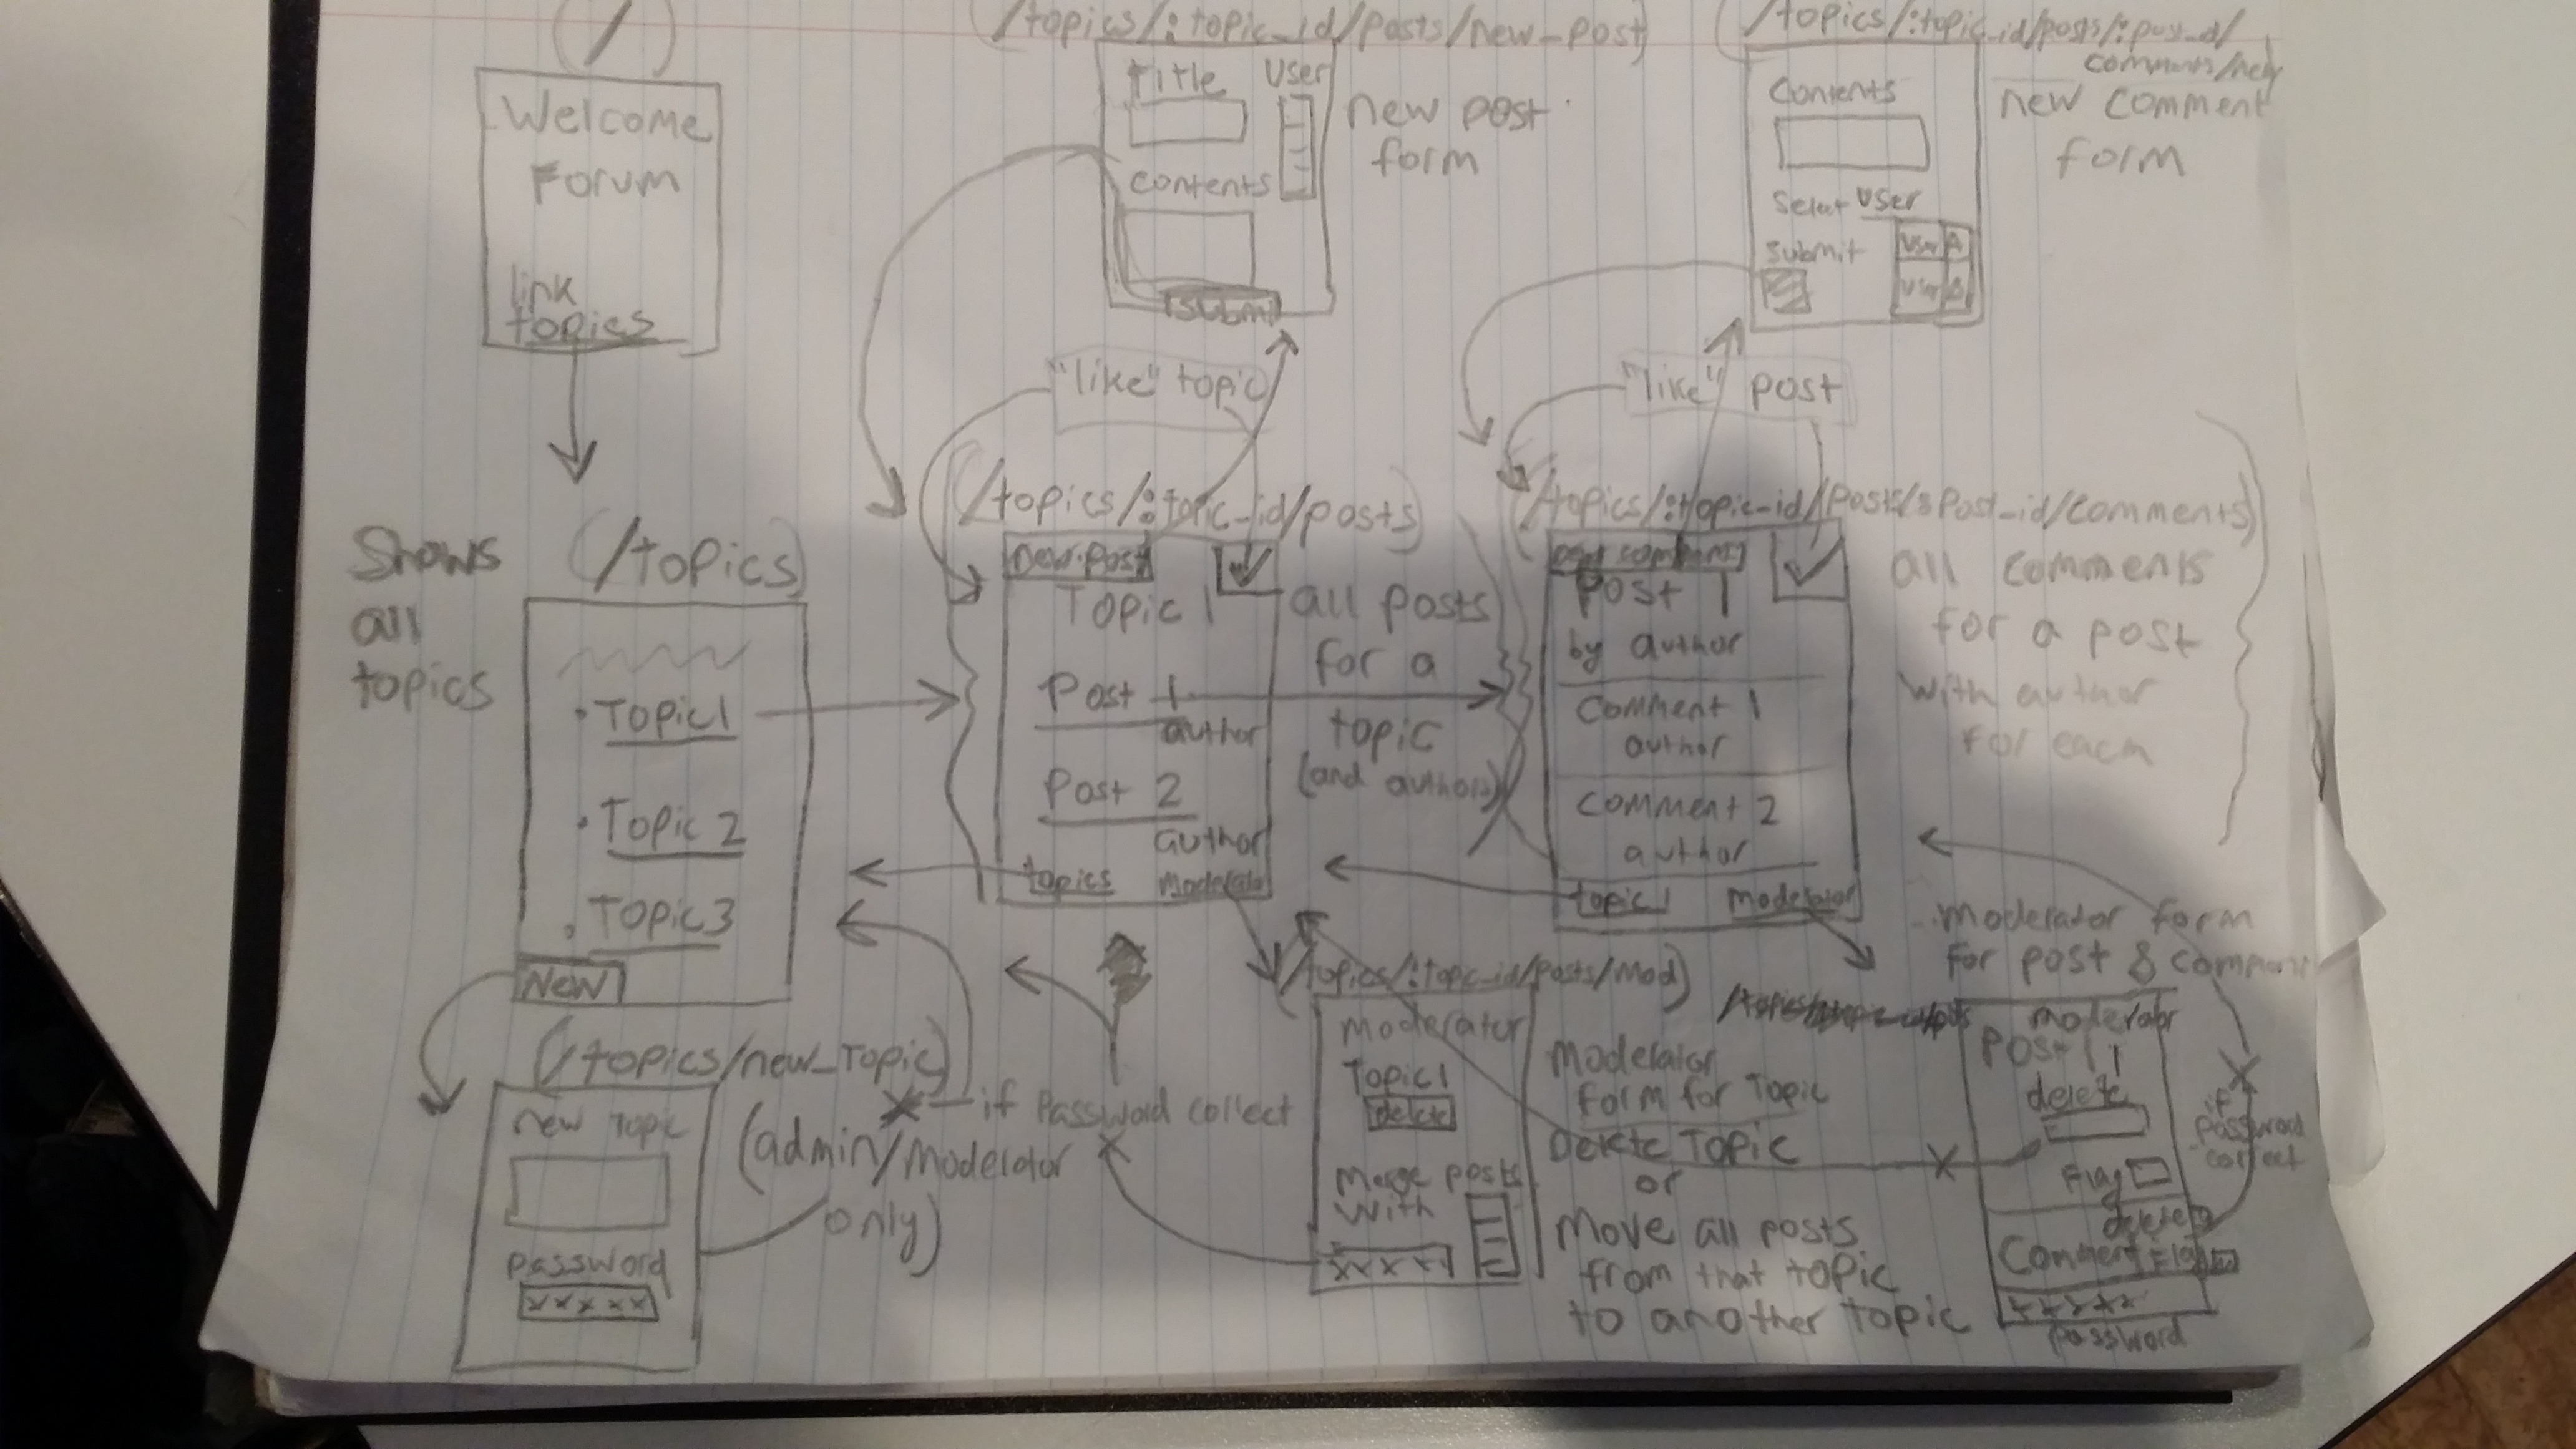 (/)
Welcome
Forum
link
topics
Shows
all
topics
(/topics)
• Topic 1
• Topic 2
• Topic 3
New
(/topics/new_topic)
New Topic
Password
xxxxxx
(admin/moderator
only)
(/topics/:topic_id/posts/new_post)
Title
User
Contents
Submit
New post
form
"like" topic
(/topics/:topic_id/posts)
New Post
Topic 1
Post 1
author
Post 2
author
topics
Moderator
all posts
for a
topic
(and authors)
if password correct
(/topics/:topic_id/posts/mod)
Moderator
Topic 1
delete
Merge posts
With
xxxxx
Moderator
form for topic
Delete Topic
or
Move all posts
from that topic
to another topic
(/topics/:topic_id/posts/:post_id/
comments/new
New comment
form
Contents
Select user
Submit
User A
User B
"like" post
(/topics/:topic_id/posts/:post_id/comments)
New comment
Post 1
by author
Comment 1
author
Comment 2
author
topic 1
Moderator
all comments
for a post
with author
for each
- Moderator form
for post & comment
Moderator
Post 1
delete
Flag
delete
Comment
xxxxxx
Password
if
password
correct